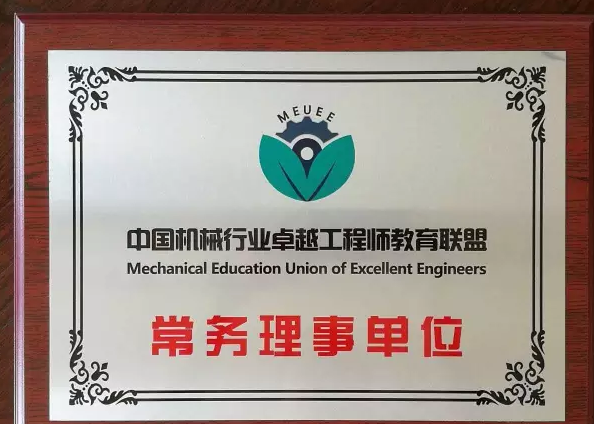 MEUEE
中国机械行业卓越工程师教育联盟
Mechanical Education Union of Excellent Engineers
常务理事单位